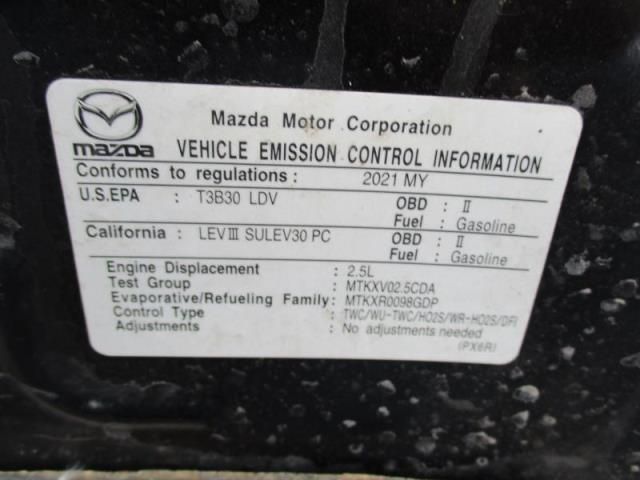 Mazda Motor Corporation
mazda VEHICLE EMISSION CONTROL INFORMATION
Conforms to regulations : 2021 MY
U.S.EPA : T3B30 LDV OBD : II
Fuel : Gasoline
California : LEV III SULEV30 PC OBD : II
Fuel : Gasoline
Engine Displacement : 2.5L
Test Group : MTKXV02.5CDA
Evaporative/Refueling Family: MTKXR0098GDP
Control Type : TWC/WU-TWC/HO2S/WR-HO2S/DFI
Adjustments : No adjustments needed
(PX6R)